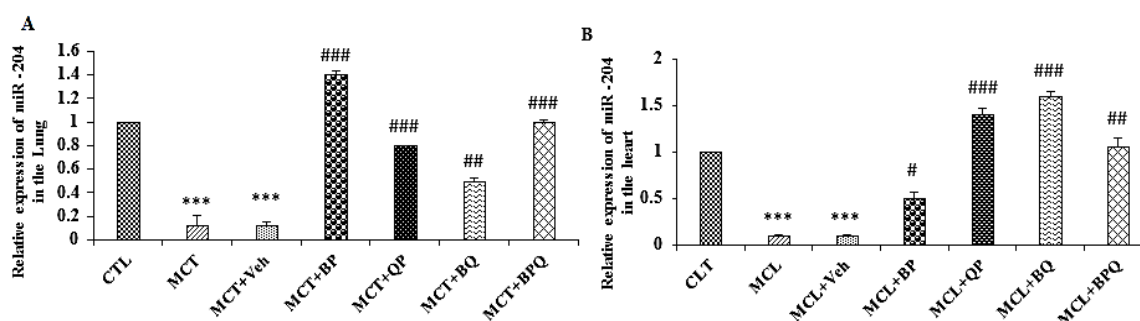 A
Relative expression of miR -204
in the Lung
1.6
1.4
1.2
1
0.8
0.6
0.4
0.2
0
***
***
###
###
##
###
CTL
MCT
MCT+Veh
MCT+BP
MCT+QP
MCT+BQ
MCT+BPQ
B
Relative expression of miR -204
in the heart
2
1.5
1
0.5
0
***
***
#
###
###
##
CLT
MCL
MCL+Veh
MCL+BP
MCL+QP
MCL+BQ
MCL+BPQ